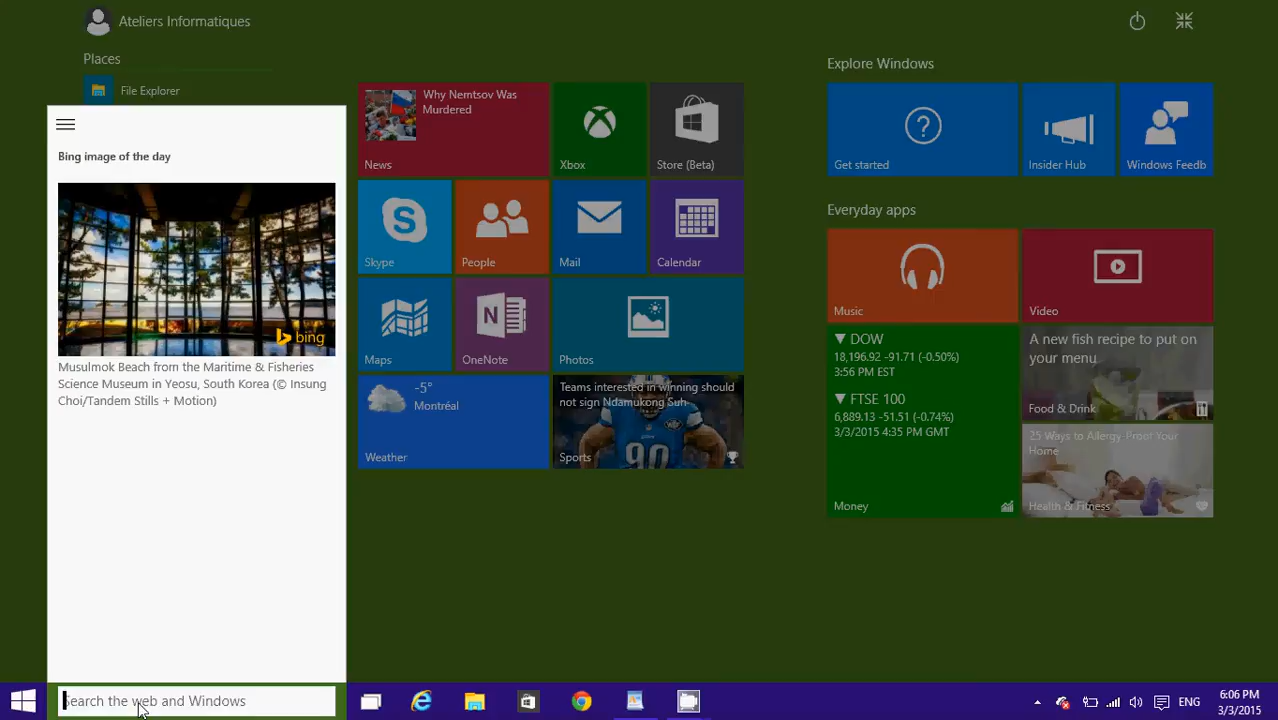 Ateliers Informatiques
Places
File Explorer
Bing image of the day
bing
Musulmok Beach from the Maritime & Fisheries
Science Museum in Yeosu, South Korea (© Insung
Choi/Tandem Stills + Motion)
Search the web and Windows
Why Nemtsov Was
Murdered
News
Xbox
Store (Beta)
Skype
People
Mail
Calendar
Maps
OneNote
Photos
-5°
Montréal
Weather
Teams interested in winning should
not sign Ndamukong Suh
90
Sports
Explore Windows
Get started
Insider Hub
Windows Feedb
Everyday apps
Music
Video
▼ DOW
18,196.92 -91.71 (-0.50%)
3:56 PM EST
▼ FTSE 100
6,889.13 -51.51 (-0.74%)
3/3/2015 4:35 PM GMT
Money
A new fish recipe to put on
your menu
Food & Drink
25 Ways to Allergy-Proof Your
Home
Health & Fitness
ENG
6:06 PM
3/3/2015